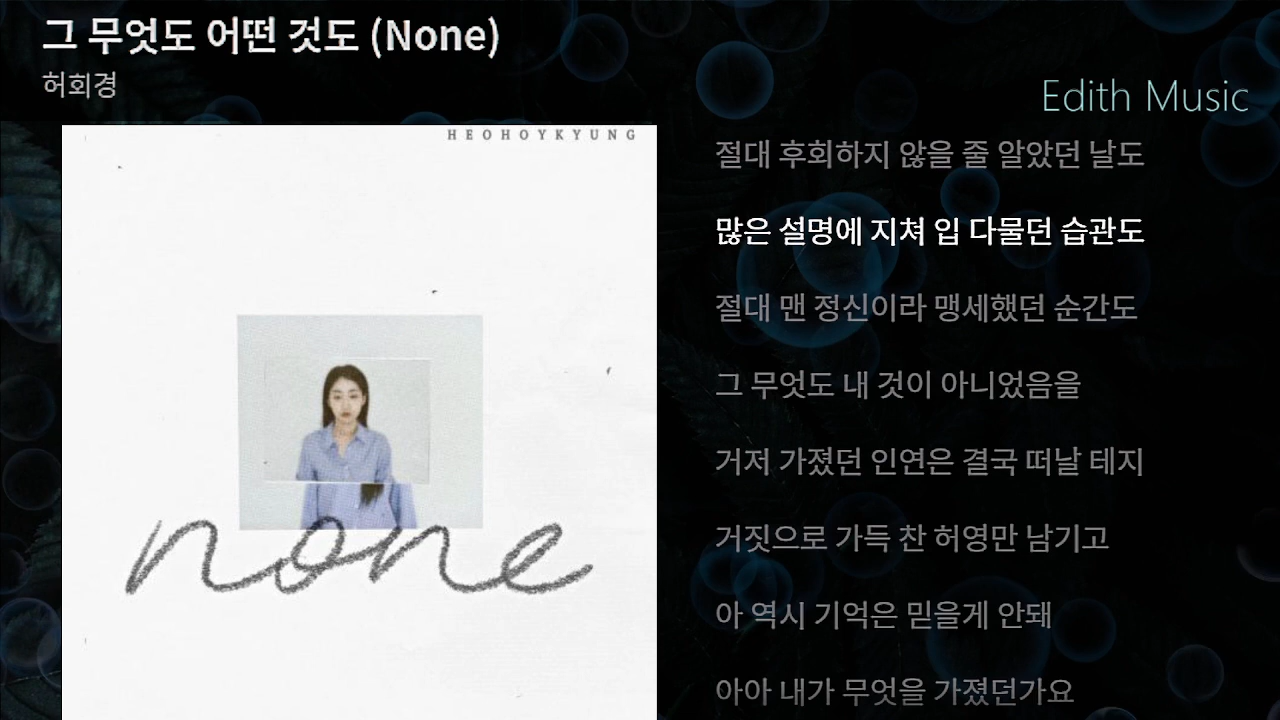 그 무엇도 어떤 것도 (None)
허회경
Edith Music
HEOHOYKYUNG
none
절대 후회하지 않을 줄 알았던 날도
많은 설명에 지쳐 입 다물던 습관도
절대 맨 정신이라 맹세했던 순간도
그 무엇도 내 것이 아니었음을
거저 가졌던 인연은 결국 떠날 테지
거짓으로 가득 찬 허영만 남기고
아 역시 기억은 믿을게 안돼
아아 내가 무엇을 가졌던가요